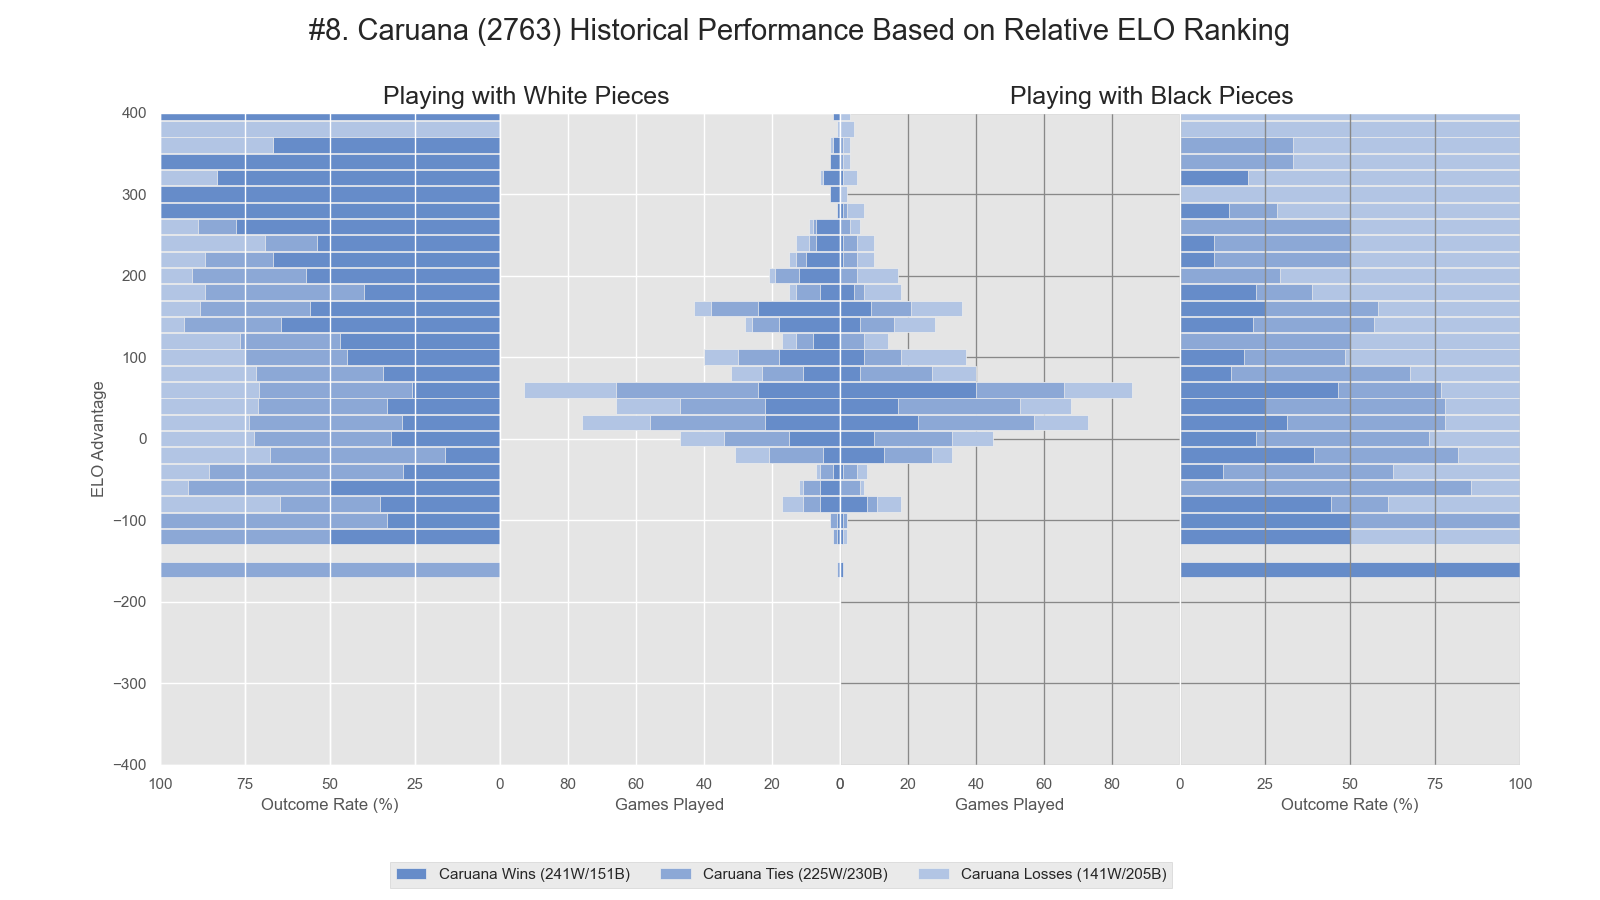 #8. Caruana (2763) Historical Performance Based on Relative ELO Ranking
Playing with White Pieces
Playing with Black Pieces
400
300
200
100
0
−100
−200
−300
−400
ELO Advantage
100 75 50 25 0 80 60 40 20 0 0 20 40 60 80 0 25 50 75 100
Outcome Rate (%)
Games Played
Games Played
Outcome Rate (%)
Caruana Wins (241W/151B)
Caruana Ties (225W/230B)
Caruana Losses (141W/205B)